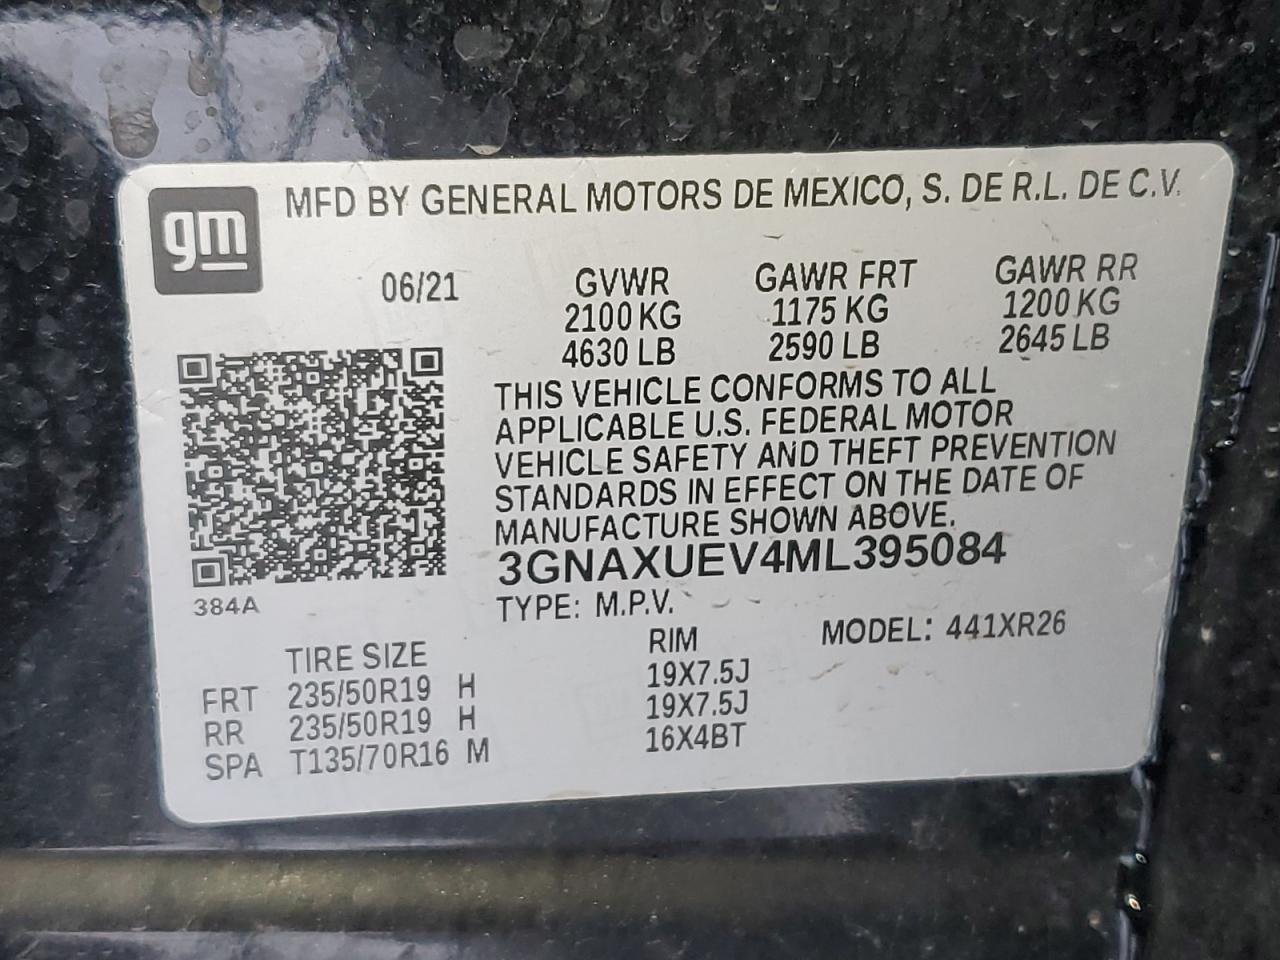 gm
MFD BY GENERAL MOTORS DE MEXICO, S. DE R.L. DE C.V.
06/21 GVWR GAWR FRT GAWR RR
2100 KG 1175 KG 1200 KG
4630 LB 2590 LB 2645 LB
THIS VEHICLE CONFORMS TO ALL
APPLICABLE U.S. FEDERAL MOTOR
VEHICLE SAFETY AND THEFT PREVENTION
STANDARDS IN EFFECT ON THE DATE OF
MANUFACTURE SHOWN ABOVE.
3GNAXUEV4ML395084
384A
TYPE: M.P.V.
TIRE SIZE RIM MODEL: 441XR26
FRT 235/50R19 H 19X7.5J
RR 235/50R19 H 19X7.5J
SPA T135/70R16 M 16X4BT